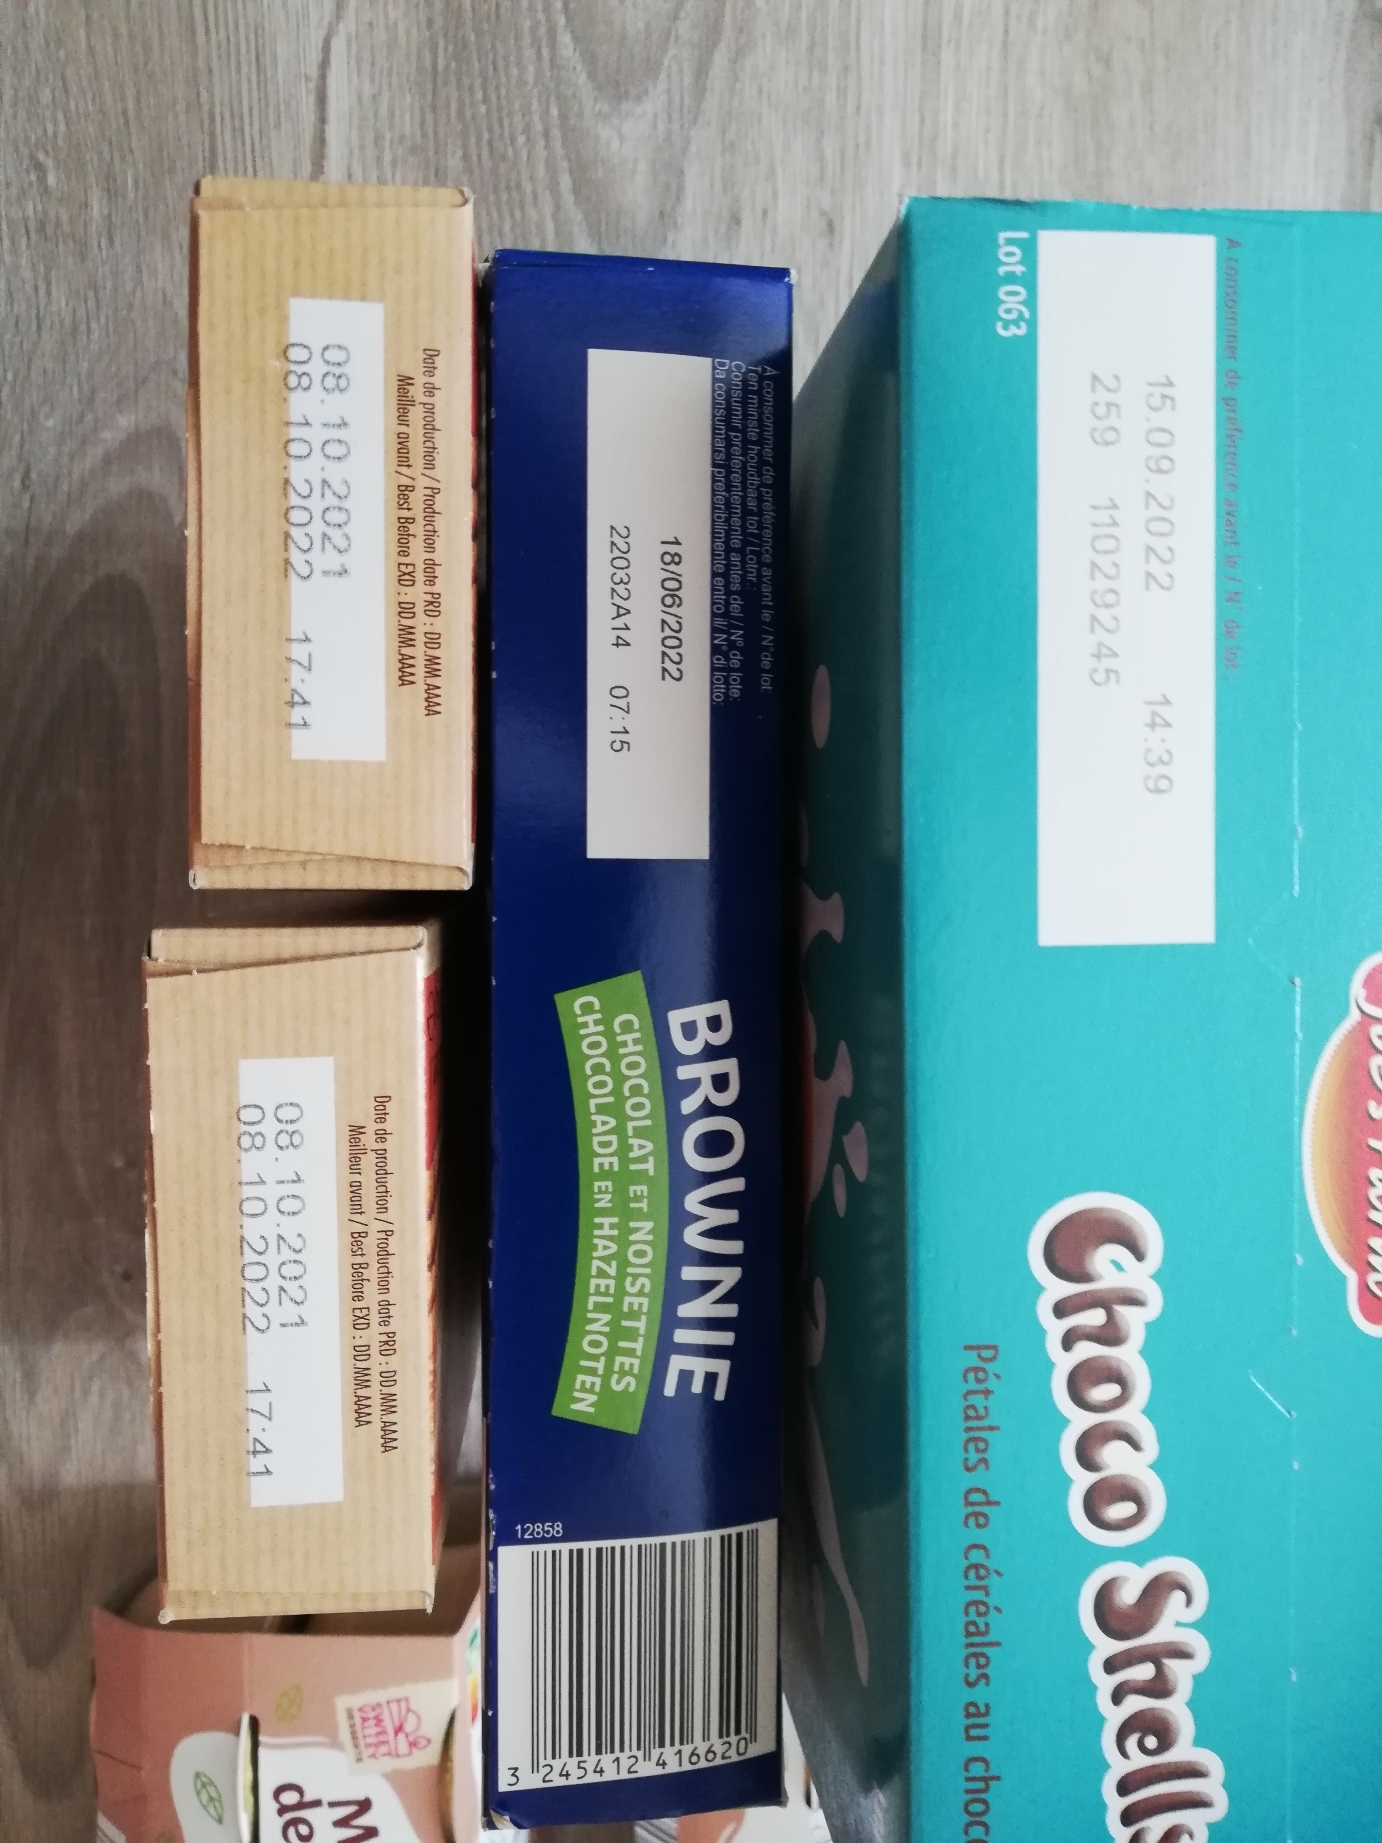 Date de production / Production date PRD : DD.MM.AAAA
Meilleur avant / Best Before EXD : DD.MM.AAAA
08.10.2021
08.10.2022 17:41
Date de production / Production date PRD : DD.MM.AAAA
Meilleur avant / Best Before EXD : DD.MM.AAAA
08.10.2021
08.10.2022 17:41
À consommer de préférence avant le / N° de lot:
Ten minste houdbaar tot / Lotnr.:
Consumir preferentemente antes del / N° de lote:
Da consumarsi preferibilmente entro il / N° di lotto:
18/06/2022
22032A14 07:15
BROWNIE
CHOCOLAT ET NOISETTES
CHOCOLADE EN HAZELNOTEN
12858
3 245412 416620
A consommer de préférence avant le / N° de lot :
15.09.2022 14:39
259 11029245
Lot 063
Choco Shells
Pétales de céréales au choc
SWEET
VALLEY
M
de